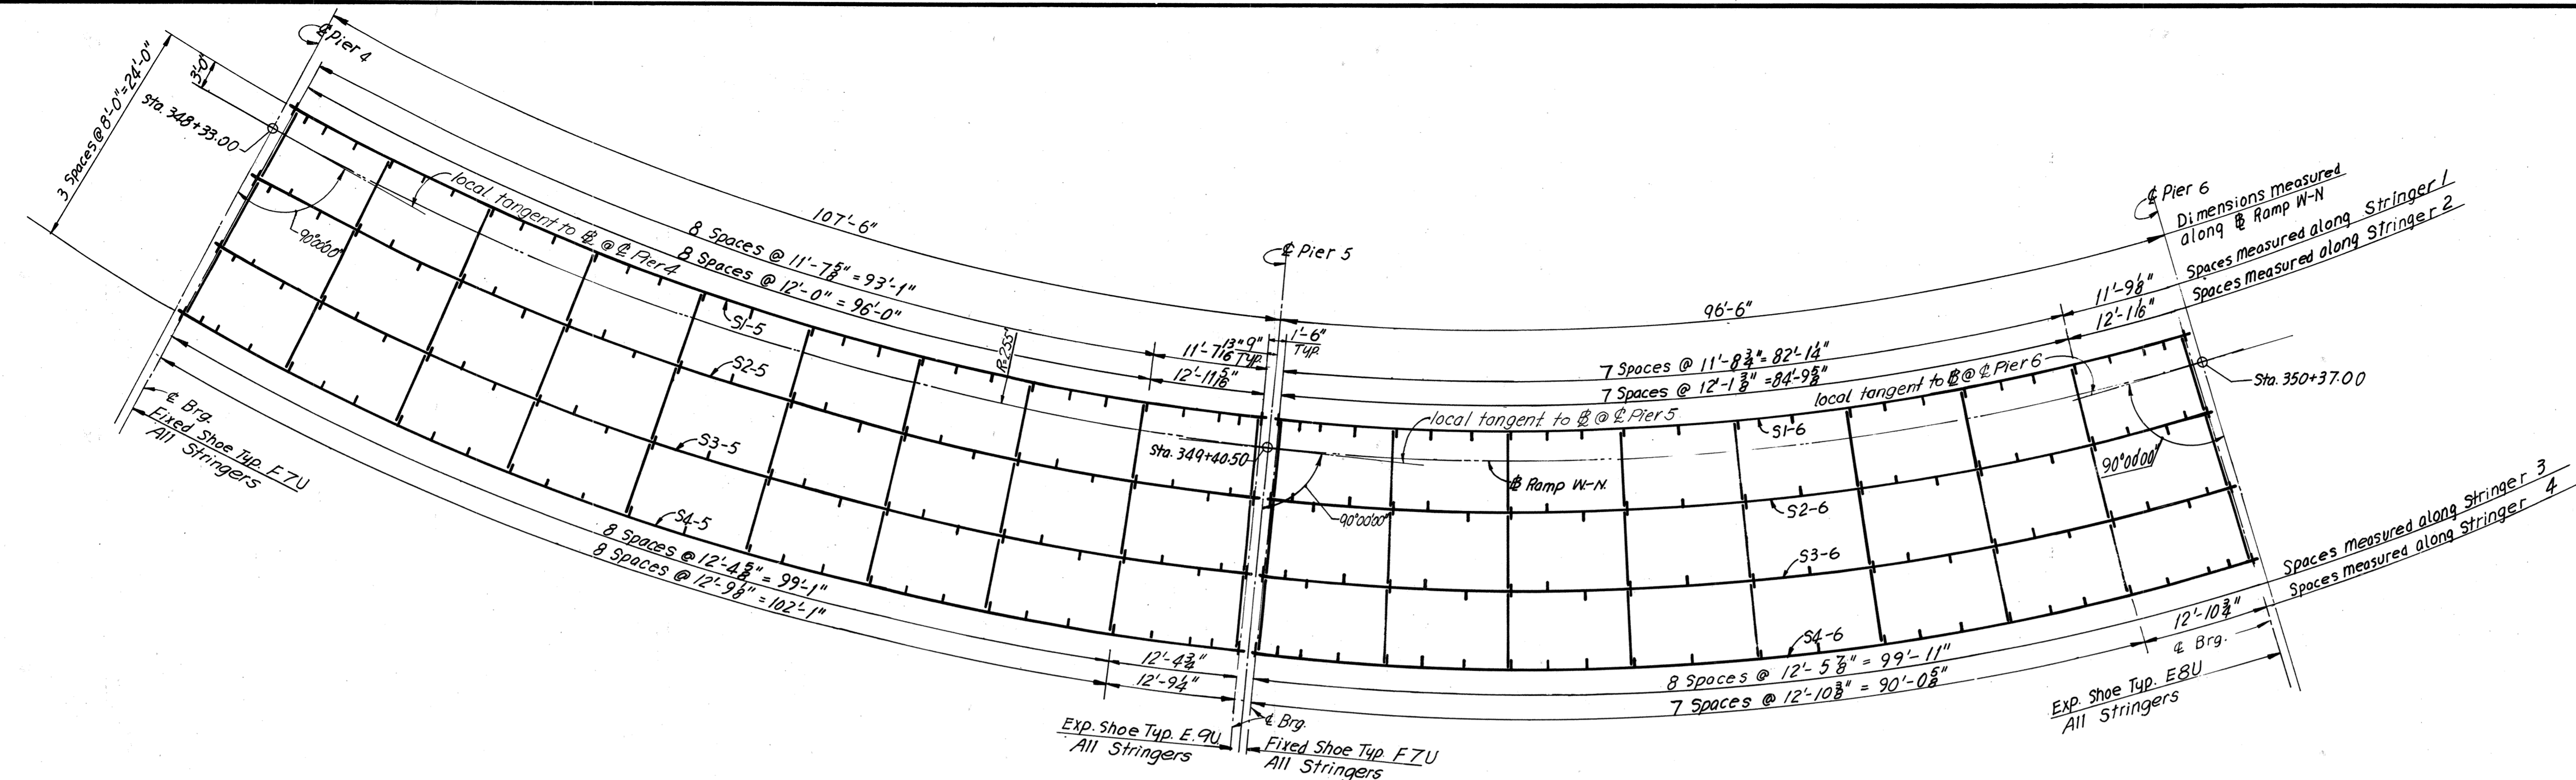 3 Spaces @ 8'-0" = 24'-0"
3'-0"
℄ Pier 4
Sta. 348+33.00
90°00'00"
local tangent to ℄ @ ℄ Pier 4
107'-6"
8 Spaces @ 11'-7 5/8" = 93'-1"
8 Spaces @ 12'-0" = 96'-0"
S1-5
S2-5
S3-5
S4-5
11'-7 13/16"
9"
Typ.
1'-6"
Typ.
℄ Pier 5
Sta. 349+40.50
90°00'00"
96'-6"
7 Spaces @ 11'-8 3/4" = 82'-1 1/4"
7 Spaces @ 12'-1 3/8" = 84'-9 5/8"
local tangent to ℄ @ ℄ Pier 5
local tangent to ℄ @ ℄ Pier 6
S1-6
℄ Ramp W-N
S2-6
S3-6
S4-6
℄ Pier 6
Dimensions measured
along ℄ Ramp W-N
Spaces measured along Stringer 1
Spaces measured along Stringer 2
11'-9 1/8"
Sta. 350+37.00
90°00'00"
Spaces measured along Stringer 3
Spaces measured along Stringer 4
12'-10 3/4"
℄ Brg.
Exp. Shoe Typ. E8U
All Stringers
8 Spaces @ 12'-5 7/8" = 99'-11"
7 Spaces @ 12'-10 3/8" = 90'-0 5/8"
℄ Brg.
Fixed Shoe Typ. F7U
All Stringers
8 Spaces @ 12'-4 5/8" = 99'-1"
8 Spaces @ 12'-9 1/8" = 102'-1"
12'-4 3/4"
12'-9 1/4"
Exp. Shoe Typ. E.9U
All Stringers
℄ Brg.
Fixed Shoe Typ. F7U
All Stringers